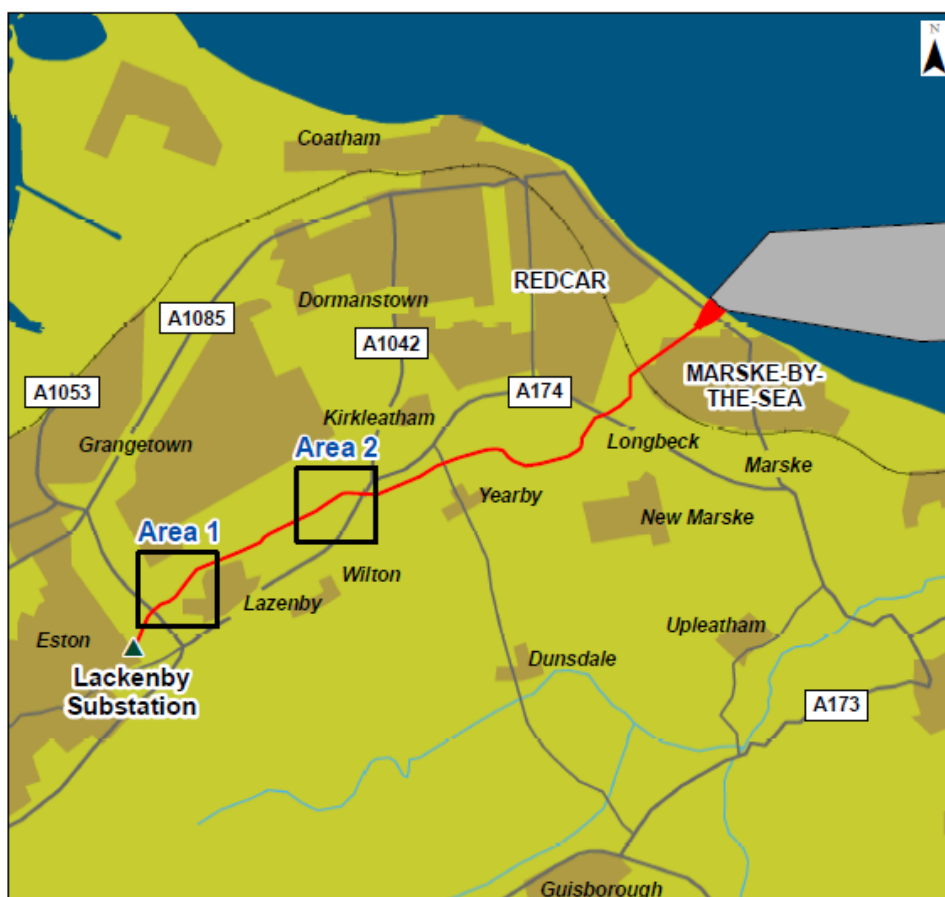 N
Coatham
REDCAR
Dormanstown
A1085
A1042
MARSKE-BY-
THE-SEA
A1053
A174
Kirkleatham
Grangetown
Longbeck
Area 2
Marske
Yearby
New Marske
Area 1
Wilton
Lazenby
Eston
Upleatham
Dunsdale
Lackenby
Substation
A173
Guisborough